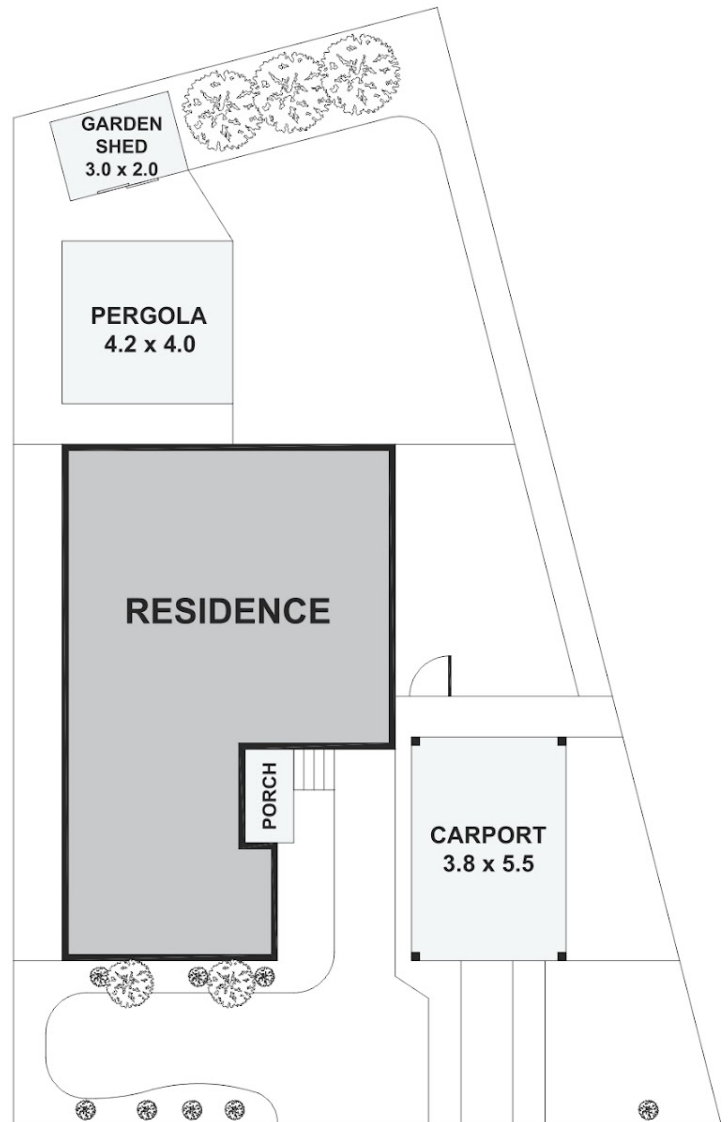 GARDEN
SHED
3.0 x 2.0
PERGOLA
4.2 x 4.0
RESIDENCE
PORCH
CARPORT
3.8 x 5.5